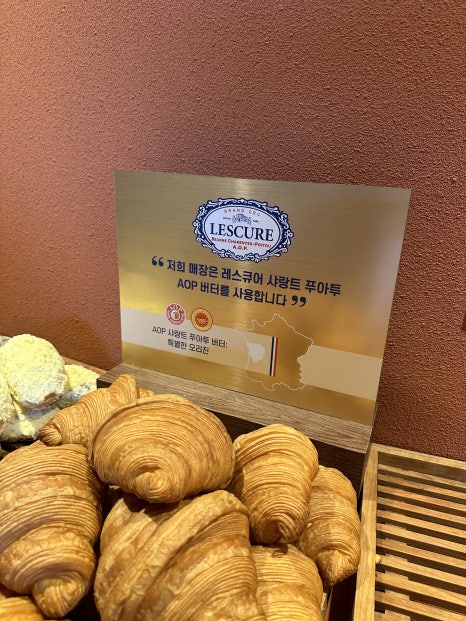 GRAND CRU
LESCURE
BEURRE CHARENTES-POITOU
A.O.P.
“ 저희 매장은 레스큐어 샤랑트 푸아투
AOP 버터를 사용합니다 ”
AOP 샤랑트 푸아투 버터:
특별한 오리진